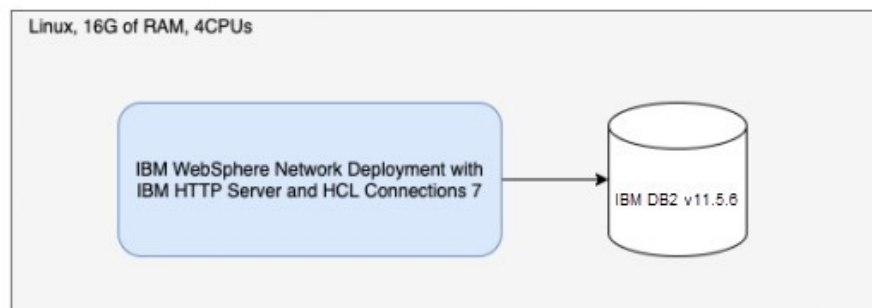 Linux, 16G of RAM, 4CPUs
IBM WebSphere Network Deployment with
IBM HTTP Server and HCL Connections 7
IBM DB2 v11.5.6